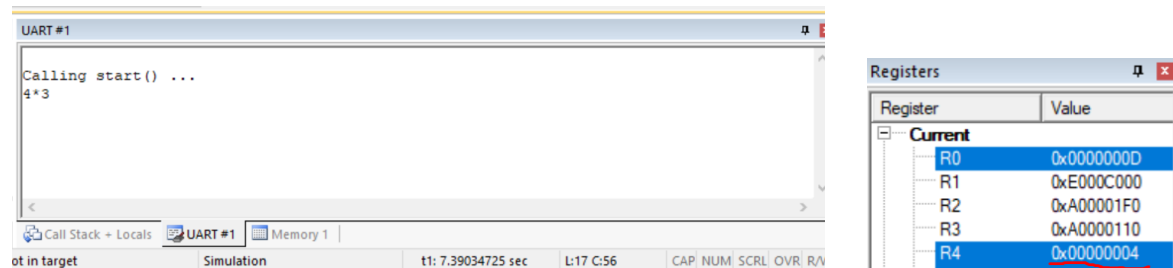 UART #1
Calling start() ...
4*3
Call Stack + Locals UART #1 Memory 1
ot in target Simulation t1: 7.39034725 sec L:17 C:56 CAP NUM SCRL OVR R/
Registers
Register Value
Current
R0 0x0000000D
R1 0xE000C000
R2 0xA00001F0
R3 0xA0000110
R4 0x00000004